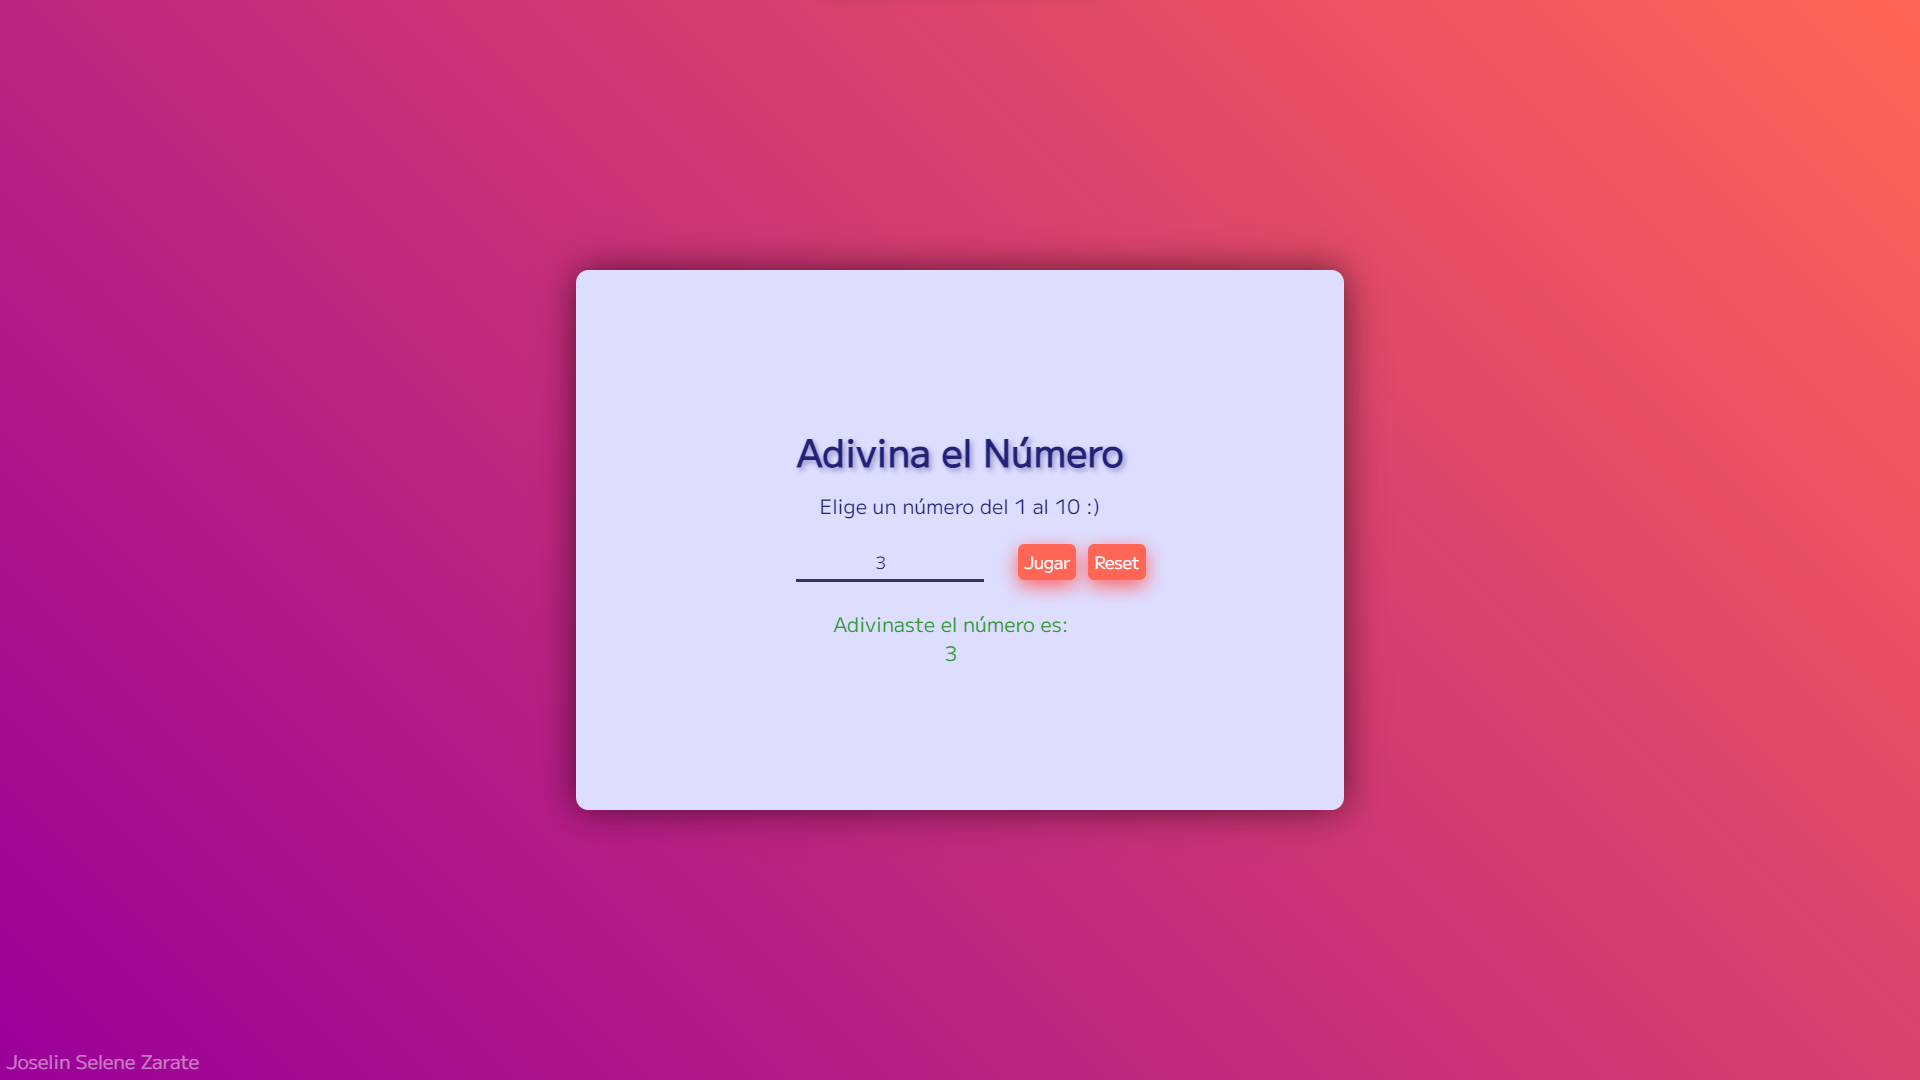 Adivina el Número
Elige un número del 1 al 10 :)
3
Jugar
Reset
Adivinaste el número es:
3
Joselin Selene Zarate